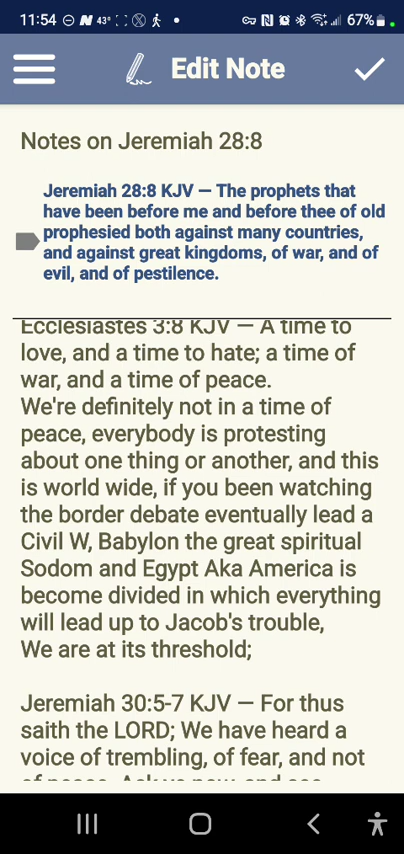 11:54 N 43° 67%
Edit Note
Notes on Jeremiah 28:8
Jeremiah 28:8 KJV — The prophets that
have been before me and before thee of old
prophesied both against many countries,
and against great kingdoms, of war, and of
evil, and of pestilence.
Ecclesiastes 3:8 KJV — A time to
love, and a time to hate; a time of
war, and a time of peace.
We're definitely not in a time of
peace, everybody is protesting
about one thing or another, and this
is world wide, if you been watching
the border debate eventually lead a
Civil W, Babylon the great spiritual
Sodom and Egypt Aka America is
become divided in which everything
will lead up to Jacob's trouble,
We are at its threshold;
Jeremiah 30:5-7 KJV — For thus
saith the LORD; We have heard a
voice of trembling, of fear, and not
of peace. Ask ye now, and see